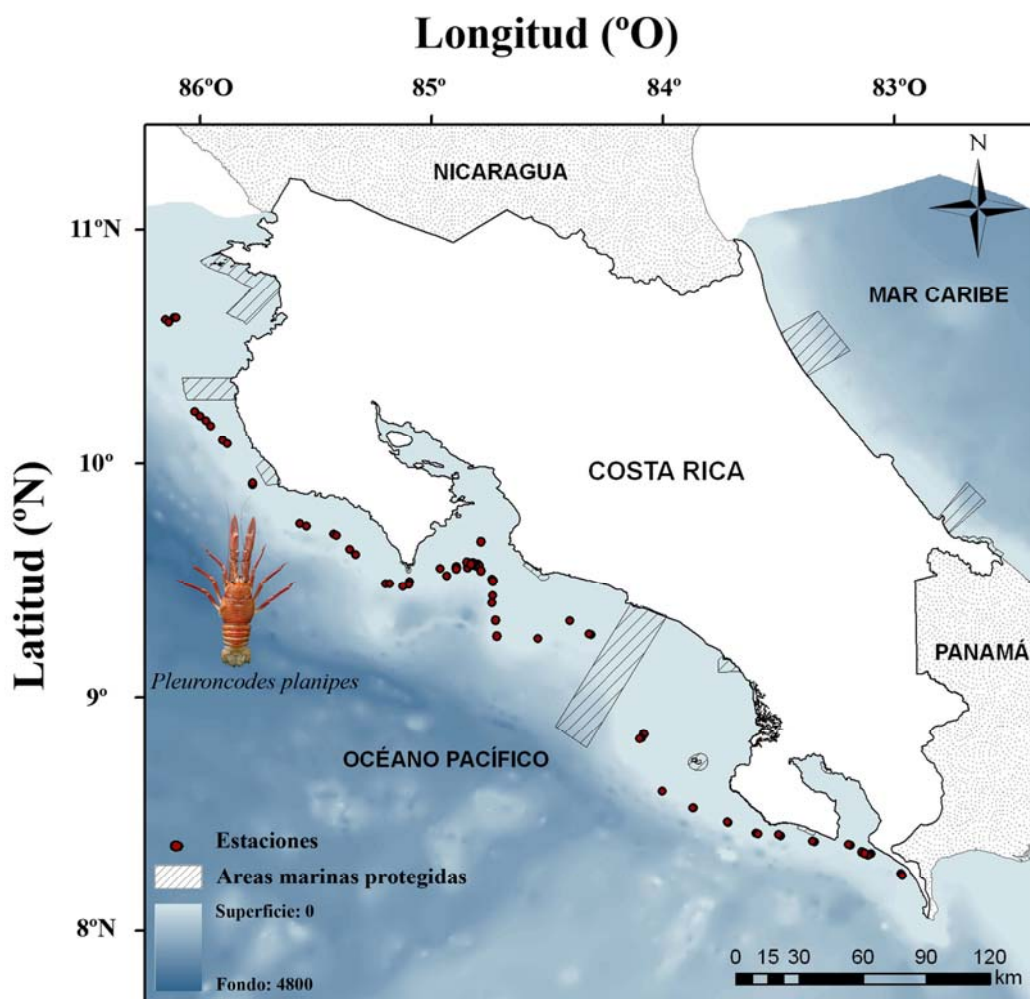 Longitud (ºO)
86ºO
85º
84º
83ºO
N
NICARAGUA
11ºN
MAR CARIBE
10º
COSTA RICA
Latitud (ºN)
PANAMÁ
Pleuroncodes planipes
9º
OCÉANO PACÍFICO
Estaciones
Areas marinas protegidas
Superficie: 0
8ºN
Fondo: 4800
0 15 30 60 90 120
km